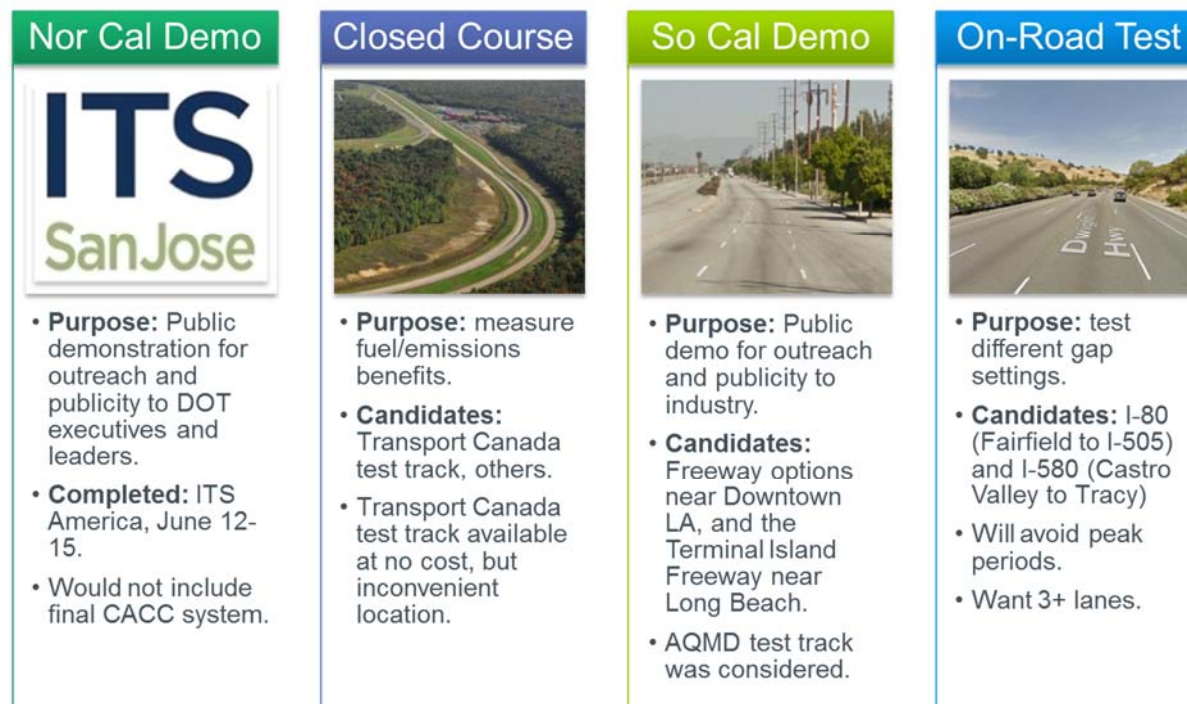 Nor Cal Demo
ITS
SanJose
• Purpose: Public
demonstration for
outreach and
publicity to DOT
executives and
leaders.
• Completed: ITS
America, June 12-
15.
• Would not include
final CACC system.
Closed Course
• Purpose: measure
fuel/emissions
benefits.
• Candidates:
Transport Canada
test track, others.
• Transport Canada
test track available
at no cost, but
inconvenient
location.
So Cal Demo
• Purpose: Public
demo for outreach
and publicity to
industry.
• Candidates:
Freeway options
near Downtown
LA, and the
Terminal Island
Freeway near
Long Beach.
• AQMD test track
was considered.
On-Road Test
Hwy
• Purpose: test
different gap
settings.
• Candidates: I-80
(Fairfield to I-505)
and I-580 (Castro
Valley to Tracy)
• Will avoid peak
periods.
• Want 3+ lanes.